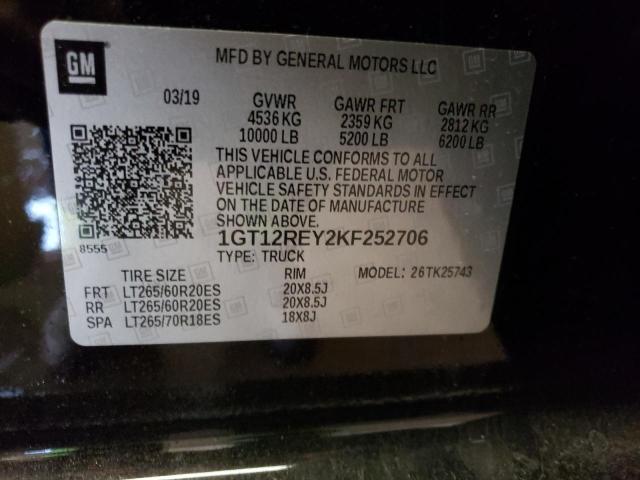 GM
MFD BY GENERAL MOTORS LLC
03/19 GVWR GAWR FRT GAWR RR
4536 KG 2359 KG 2812 KG
10000 LB 5200 LB 6200 LB
THIS VEHICLE CONFORMS TO ALL
APPLICABLE U.S. FEDERAL MOTOR
VEHICLE SAFETY STANDARDS IN EFFECT
ON THE DATE OF MANUFACTURE
SHOWN ABOVE.
8555
1GT12REY2KF252706
TYPE: TRUCK
TIRE SIZE RIM MODEL: 26TK25743
FRT LT265/60R20ES 20X8.5J
RR LT265/60R20ES 20X8.5J
SPA LT265/70R18ES 18X8J